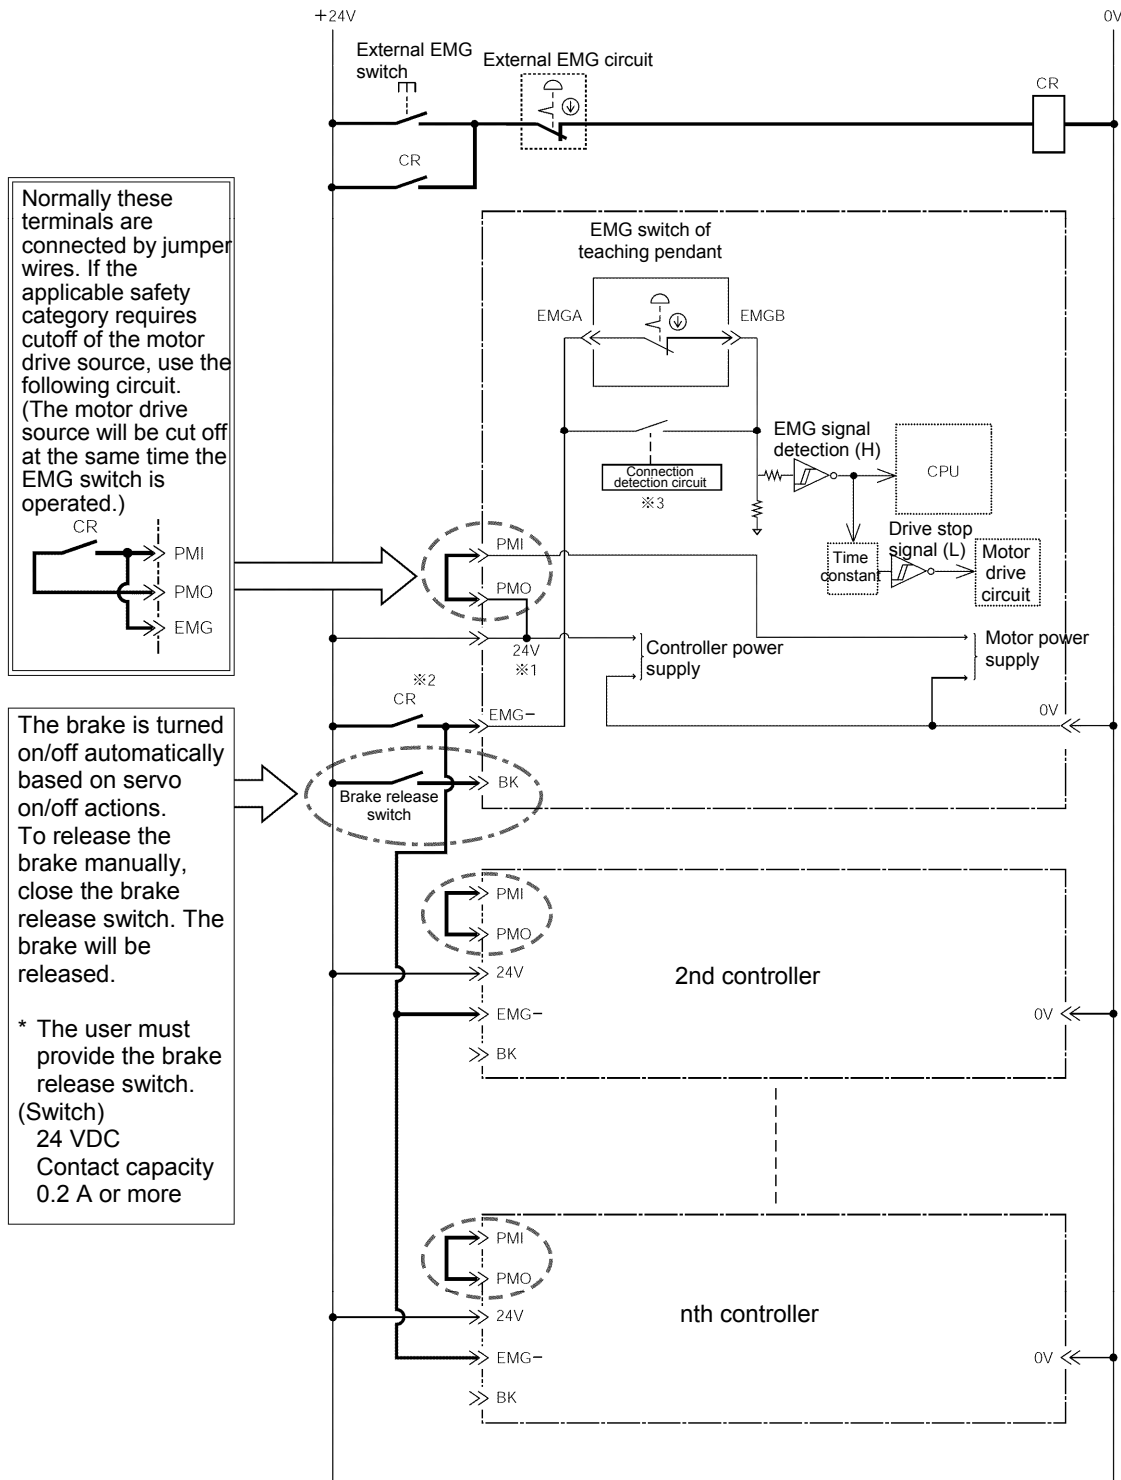 +24V
0V
External EMG
switch
External EMG circuit
CR
CR
Normally these
terminals are
connected by jumper
wires. If the
applicable safety
category requires
cutoff of the motor
drive source, use the
following circuit.
(The motor drive
source will be cut off
at the same time the
EMG switch is
operated.)
CR
PMI
PMO
EMG
EMG switch of
teaching pendant
EMGA
EMGB
EMG signal
detection (H)
CPU
Connection
detection circuit
※3
Drive stop
signal (L)
Time
constant
Motor
drive
circuit
PMI
PMO
24V
※1
Controller power
supply
Motor power
supply
※2
CR
EMG-
0V
The brake is turned
on/off automatically
based on servo
on/off actions.
To release the
brake manually,
close the brake
release switch. The
brake will be
released.
* The user must
provide the brake
release switch.
(Switch)
24 VDC
Contact capacity
0.2 A or more
Brake release
switch
BK
PMI
PMO
24V
2nd controller
EMG-
0V
BK
PMI
PMO
24V
nth controller
EMG-
0V
BK